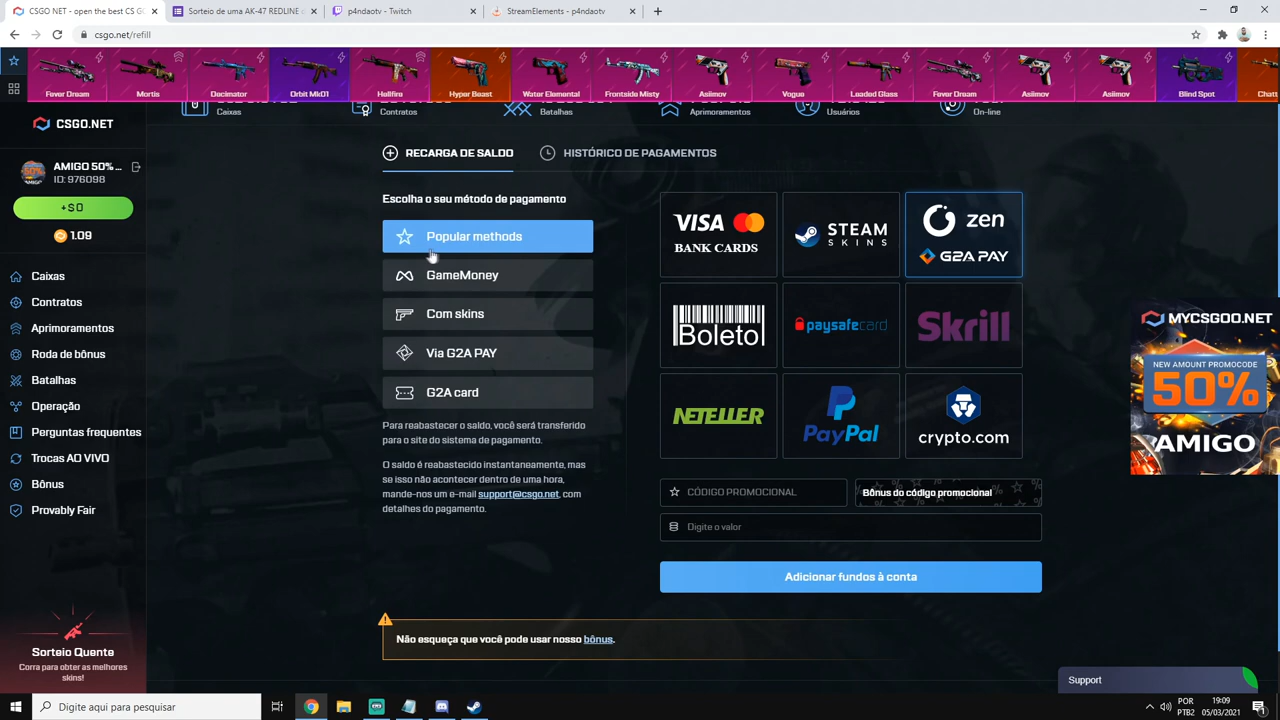 CSGO NET - open the best CS GO
Sorteio de uma AK-47 REDLINE d
p4ndaotv - Twitch
StreamElements - p4ndaotv
csgo.net/refill
Fever Dream
Mortis
Decimator
Orbit Mk01
Hellfire
Hyper Beast
Water Elemental
Frontside Misty
Asiimov
Vogue
Loaded Glass
Fever Dream
Asiimov
Asiimov
Blind Spot
Caixas
Contratos
Batalhas
Aprimoramentos
Usuários
On-line
CSGO.NET
AMIGO 50% ...
ID: 976098
+$ 0
1.09
Caixas
Contratos
Aprimoramentos
Roda de bônus
Batalhas
Operação
Perguntas frequentes
Trocas AO VIVO
Bônus
Provably Fair
Sorteio Quente
Corra para obter as melhores
skins!
RECARGA DE SALDO
HISTÓRICO DE PAGAMENTOS
Escolha o seu método de pagamento
Popular methods
GameMoney
Com skins
Via G2A PAY
G2A card
Para reabastecer o saldo, você será transferido
para o site do sistema de pagamento.
O saldo é reabastecido instantaneamente, mas
se isso não acontecer dentro de uma hora,
mande-nos um e-mail support@csgo.net, com
detalhes do pagamento.
VISA
BANK CARDS
STEAM
SKINS
zen
G2A PAY
Boleto
paysafecard
Skrill
NETELLER
PayPal
crypto.com
CÓDIGO PROMOCIONAL
Bônus do código promocional
Digite o valor
Adicionar fundos à conta
Não esqueça que você pode usar nosso bônus.
MYCSGOO.NET
NEW AMOUNT PROMOCODE
50%
AMIGO
Support
Digite aqui para pesquisar
POR
PTB2
19:09
05/03/2021
1